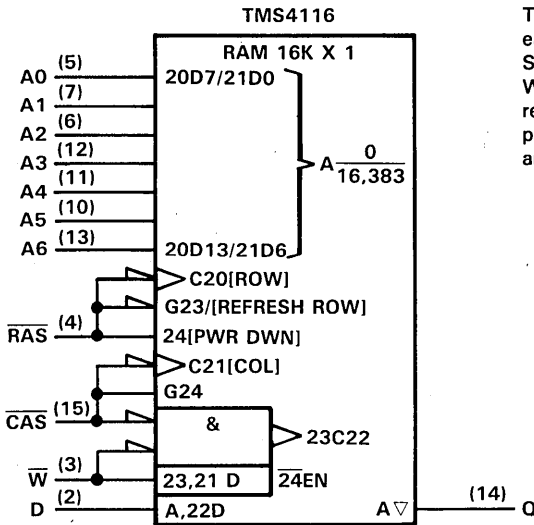 TMS4116
RAM 16K X 1
A0 (5) 20D7/21D0
A1 (7)
A2 (6)
A3 (12) A 0/16,383
A4 (11)
A5 (10)
A6 (13) 20D13/21D6
C20[ROW]
G23/[REFRESH ROW]
RAS (4) 24[PWR DWN]
C21[COL]
G24
CAS (15) & 23C22
W (3) 23,21 D 24EN
D (2) A,22D A ▽ (14) Q